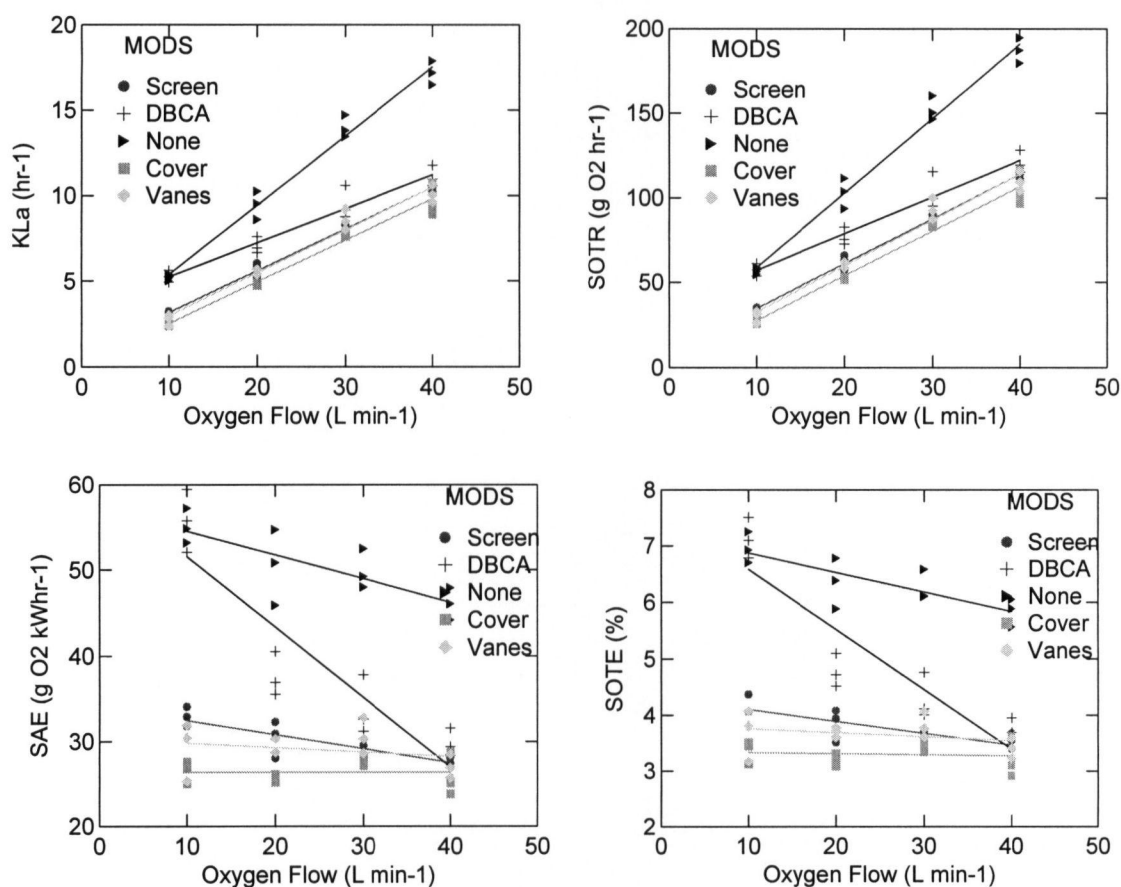 20
15
10
5
0
KLa (hr-1)
MODS
Screen
DBCA
None
Cover
Vanes
0 10 20 30 40 50
Oxygen Flow (L min-1)
200
150
100
50
0
SOTR (g O2 hr-1)
MODS
Screen
DBCA
None
Cover
Vanes
0 10 20 30 40 50
Oxygen Flow (L min-1)
60
50
40
30
20
SAE (g O2 kWhr-1)
MODS
Screen
DBCA
None
Cover
Vanes
0 10 20 30 40 50
Oxygen Flow (L min-1)
8
7
6
5
4
3
2
SOTE (%)
MODS
Screen
DBCA
None
Cover
Vanes
0 10 20 30 40 50
Oxygen Flow (L min-1)